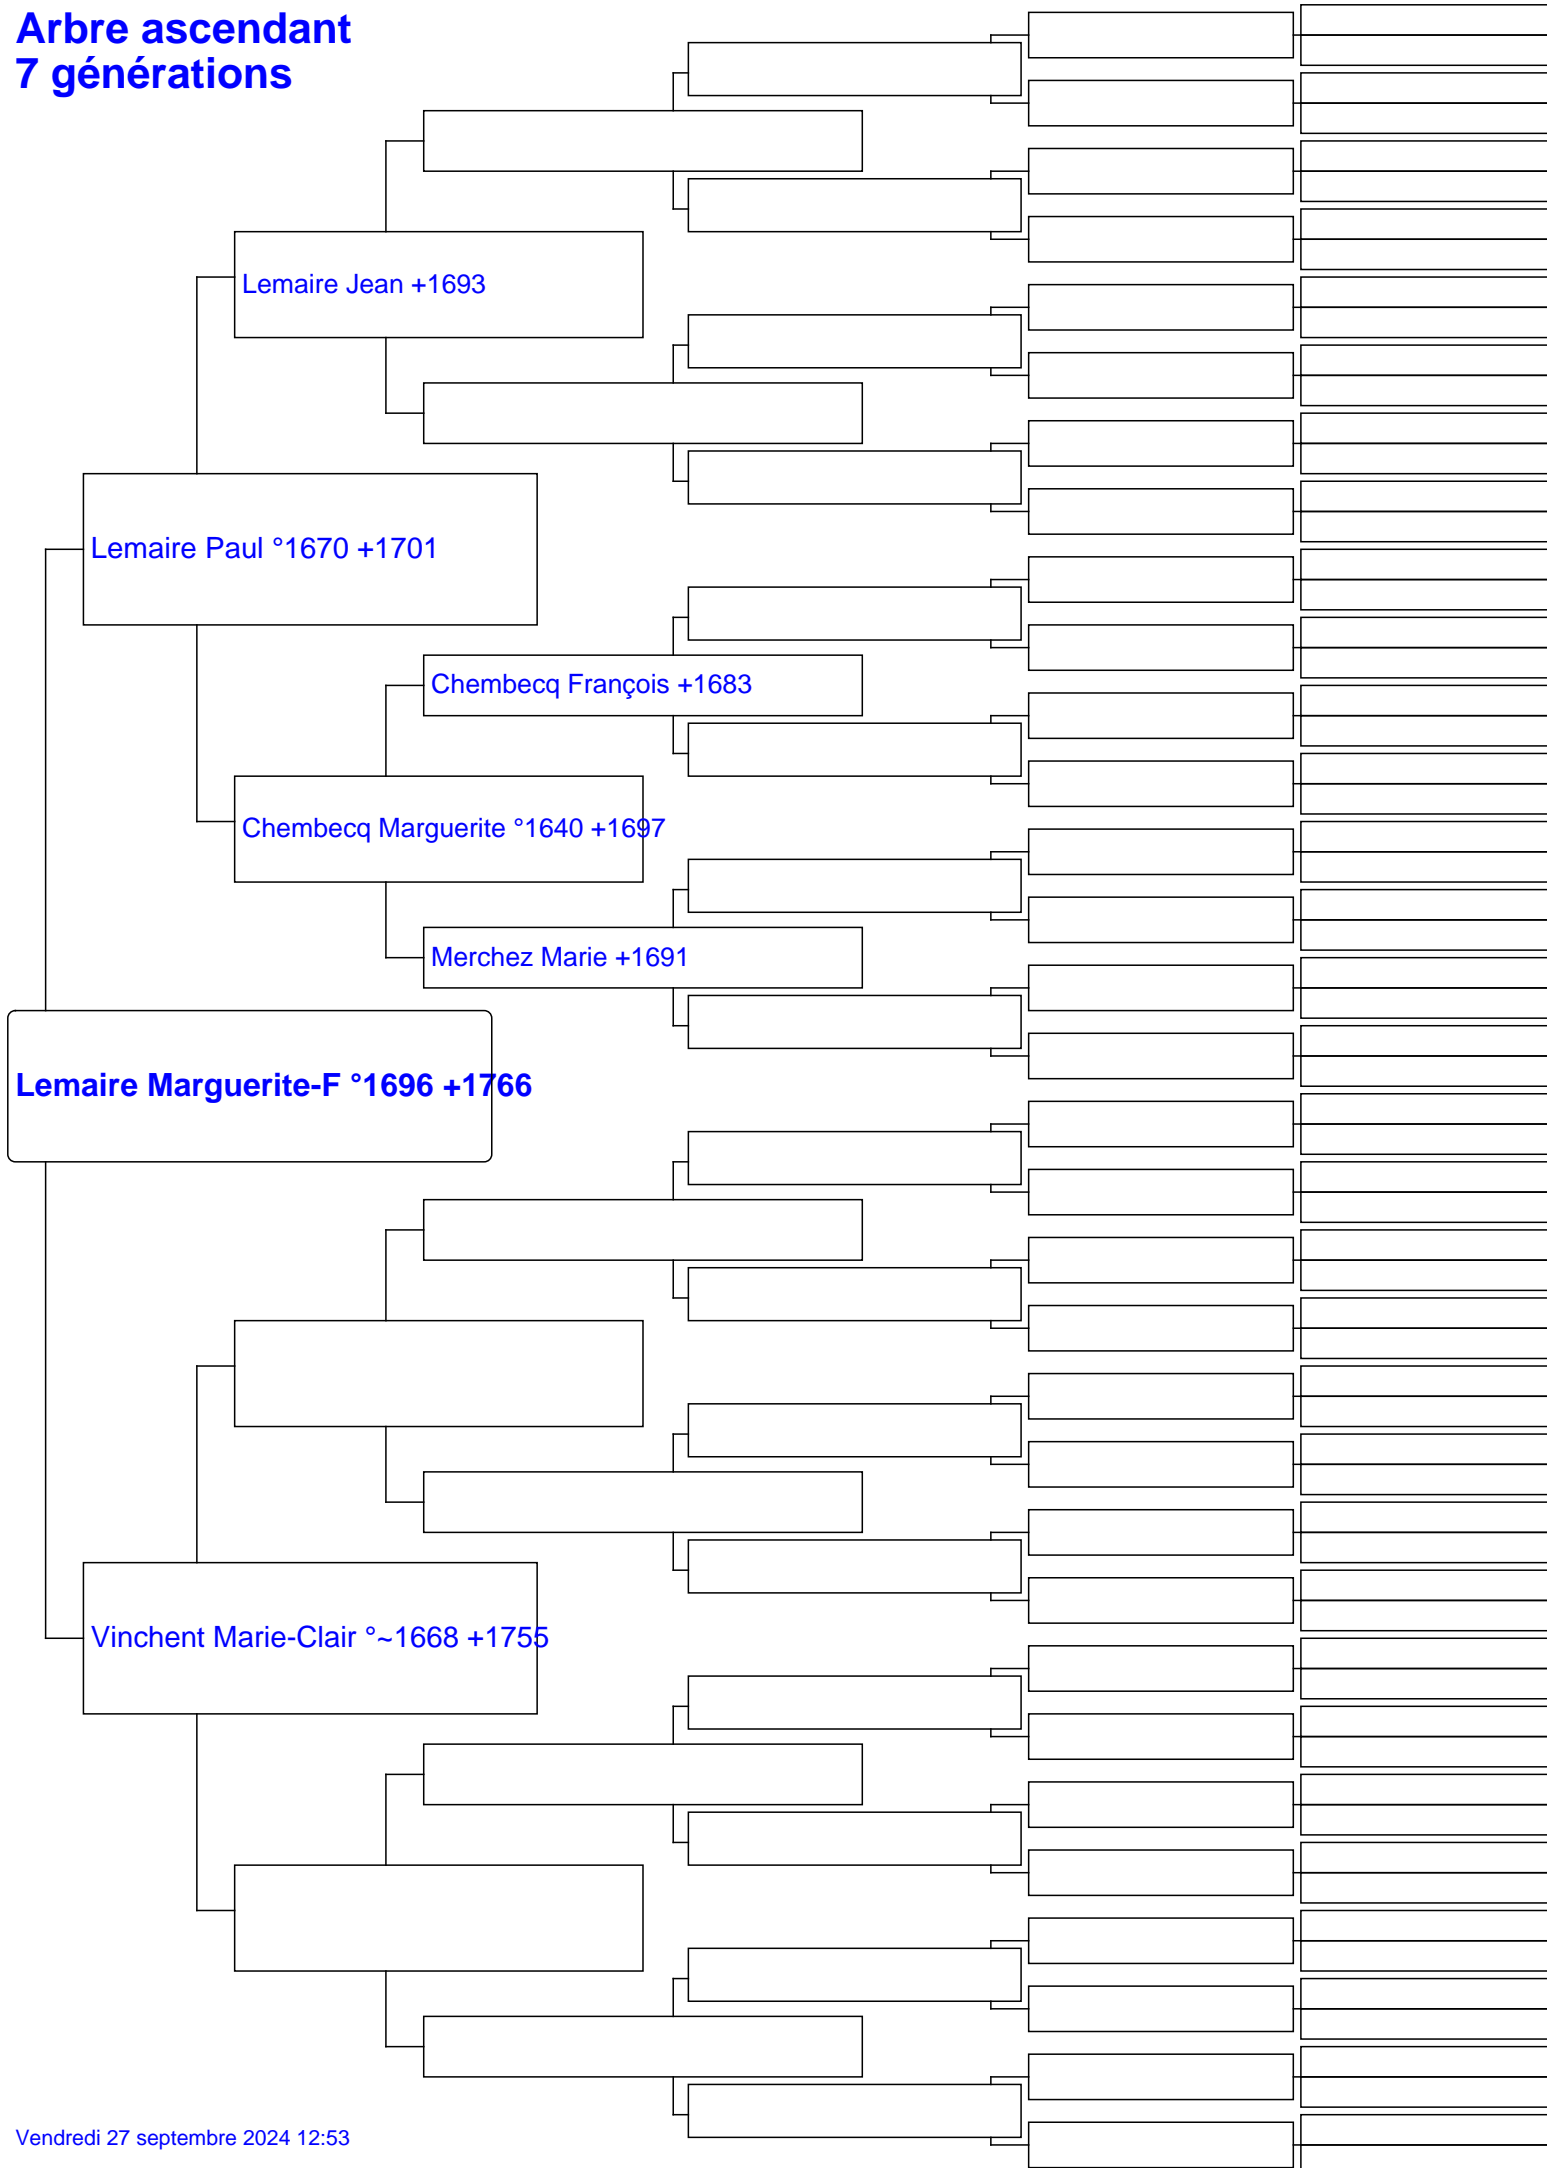 Arbre ascendant
7 générations
Lemaire Jean +1693
Lemaire Paul °1670 +1701
Chembecq François +1683
Chembecq Marguerite °1640 +1697
Merchez Marie +1691
Lemaire Marguerite-F °1696 +1766
Vinchent Marie-Clair °~1668 +1755
Vendredi 27 septembre 2024 12:53